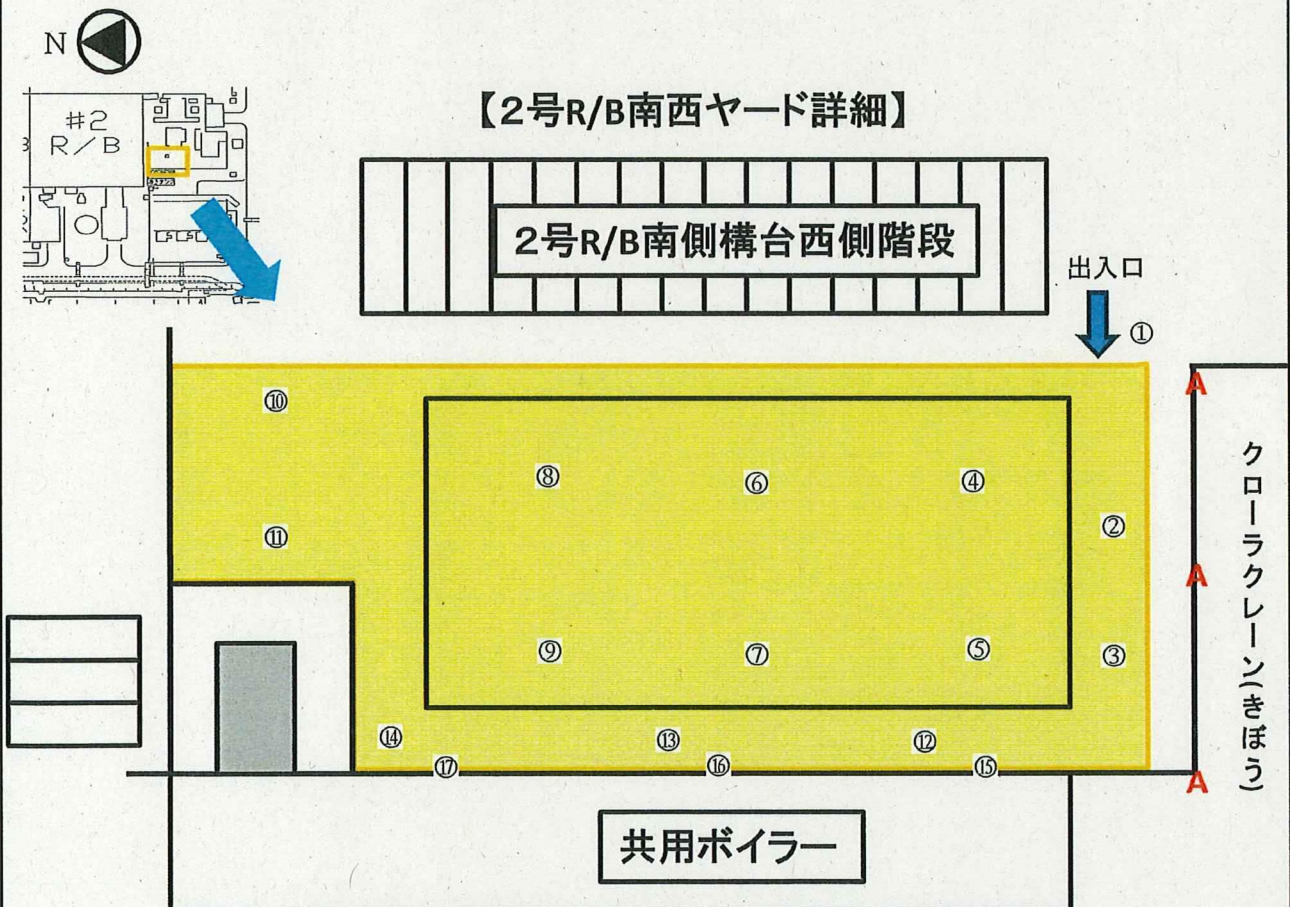 N
#2
R/B
【2号R/B南西ヤード詳細】
2号R/B南側構台西側階段
出入口
①
A
⑩
⑧
⑥
④
②
⑪
A
クローラクレーン(きぼう)
⑨
⑦
⑤
③
⑭
⑬
⑫
⑰
⑯
⑮
A
共用ボイラー